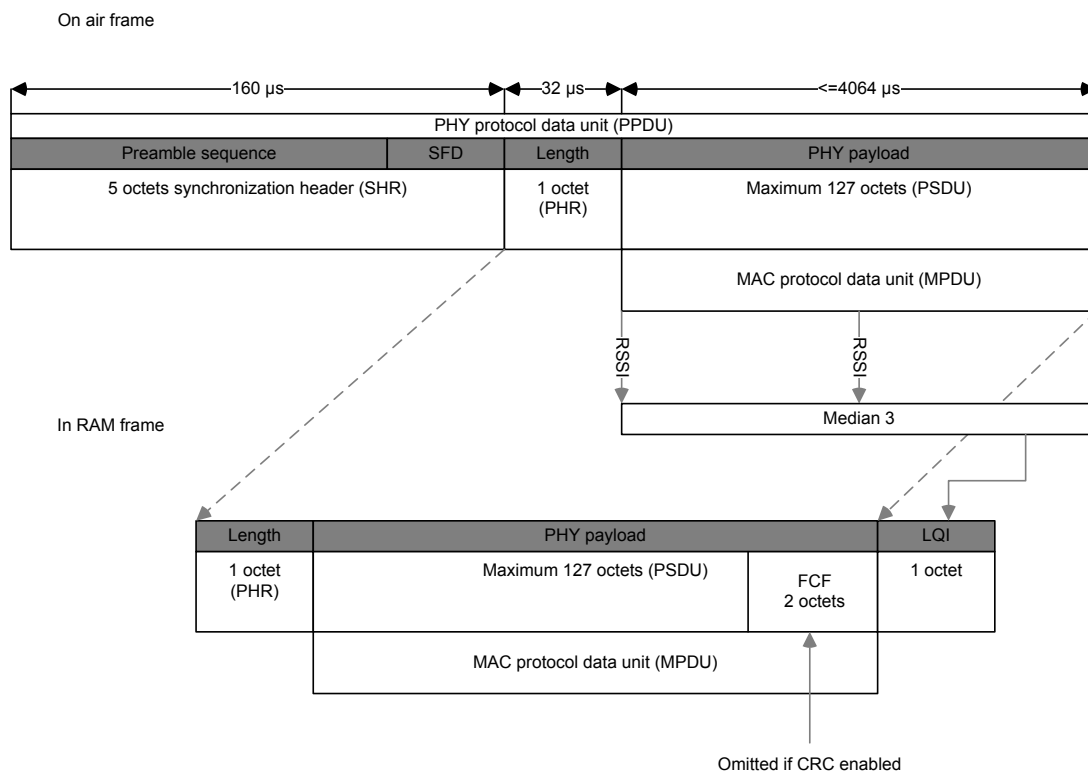 On air frame
160 µs
32 µs
<=4064 µs
PHY protocol data unit (PPDU)
Preamble sequence
SFD
Length
PHY payload
5 octets synchronization header (SHR)
1 octet
(PHR)
Maximum 127 octets (PSDU)
MAC protocol data unit (MPDU)
RSSI
RSSI
Median 3
In RAM frame
Length
PHY payload
LQI
1 octet
(PHR)
Maximum 127 octets (PSDU)
FCF
2 octets
1 octet
MAC protocol data unit (MPDU)
Omitted if CRC enabled